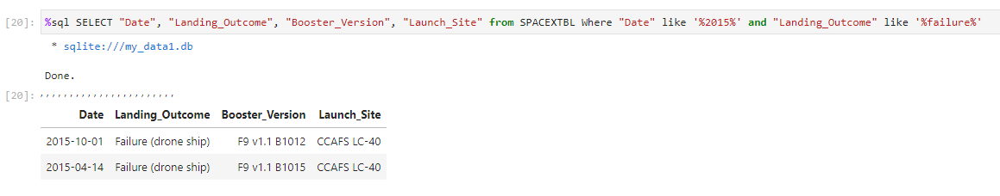 [20]: %sql SELECT "Date", "Landing_Outcome", "Booster_Version", "Launch_Site" from SPACEXTBL Where "Date" like '%2015%' and "Landing_Outcome" like '%failure%'
* sqlite:///my_data1.db
Done.
[20]: ,,,,,,,,,,,,,,,,,,,,,,,
Date Landing_Outcome Booster_Version Launch_Site
2015-10-01 Failure (drone ship) F9 v1.1 B1012 CCAFS LC-40
2015-04-14 Failure (drone ship) F9 v1.1 B1015 CCAFS LC-40